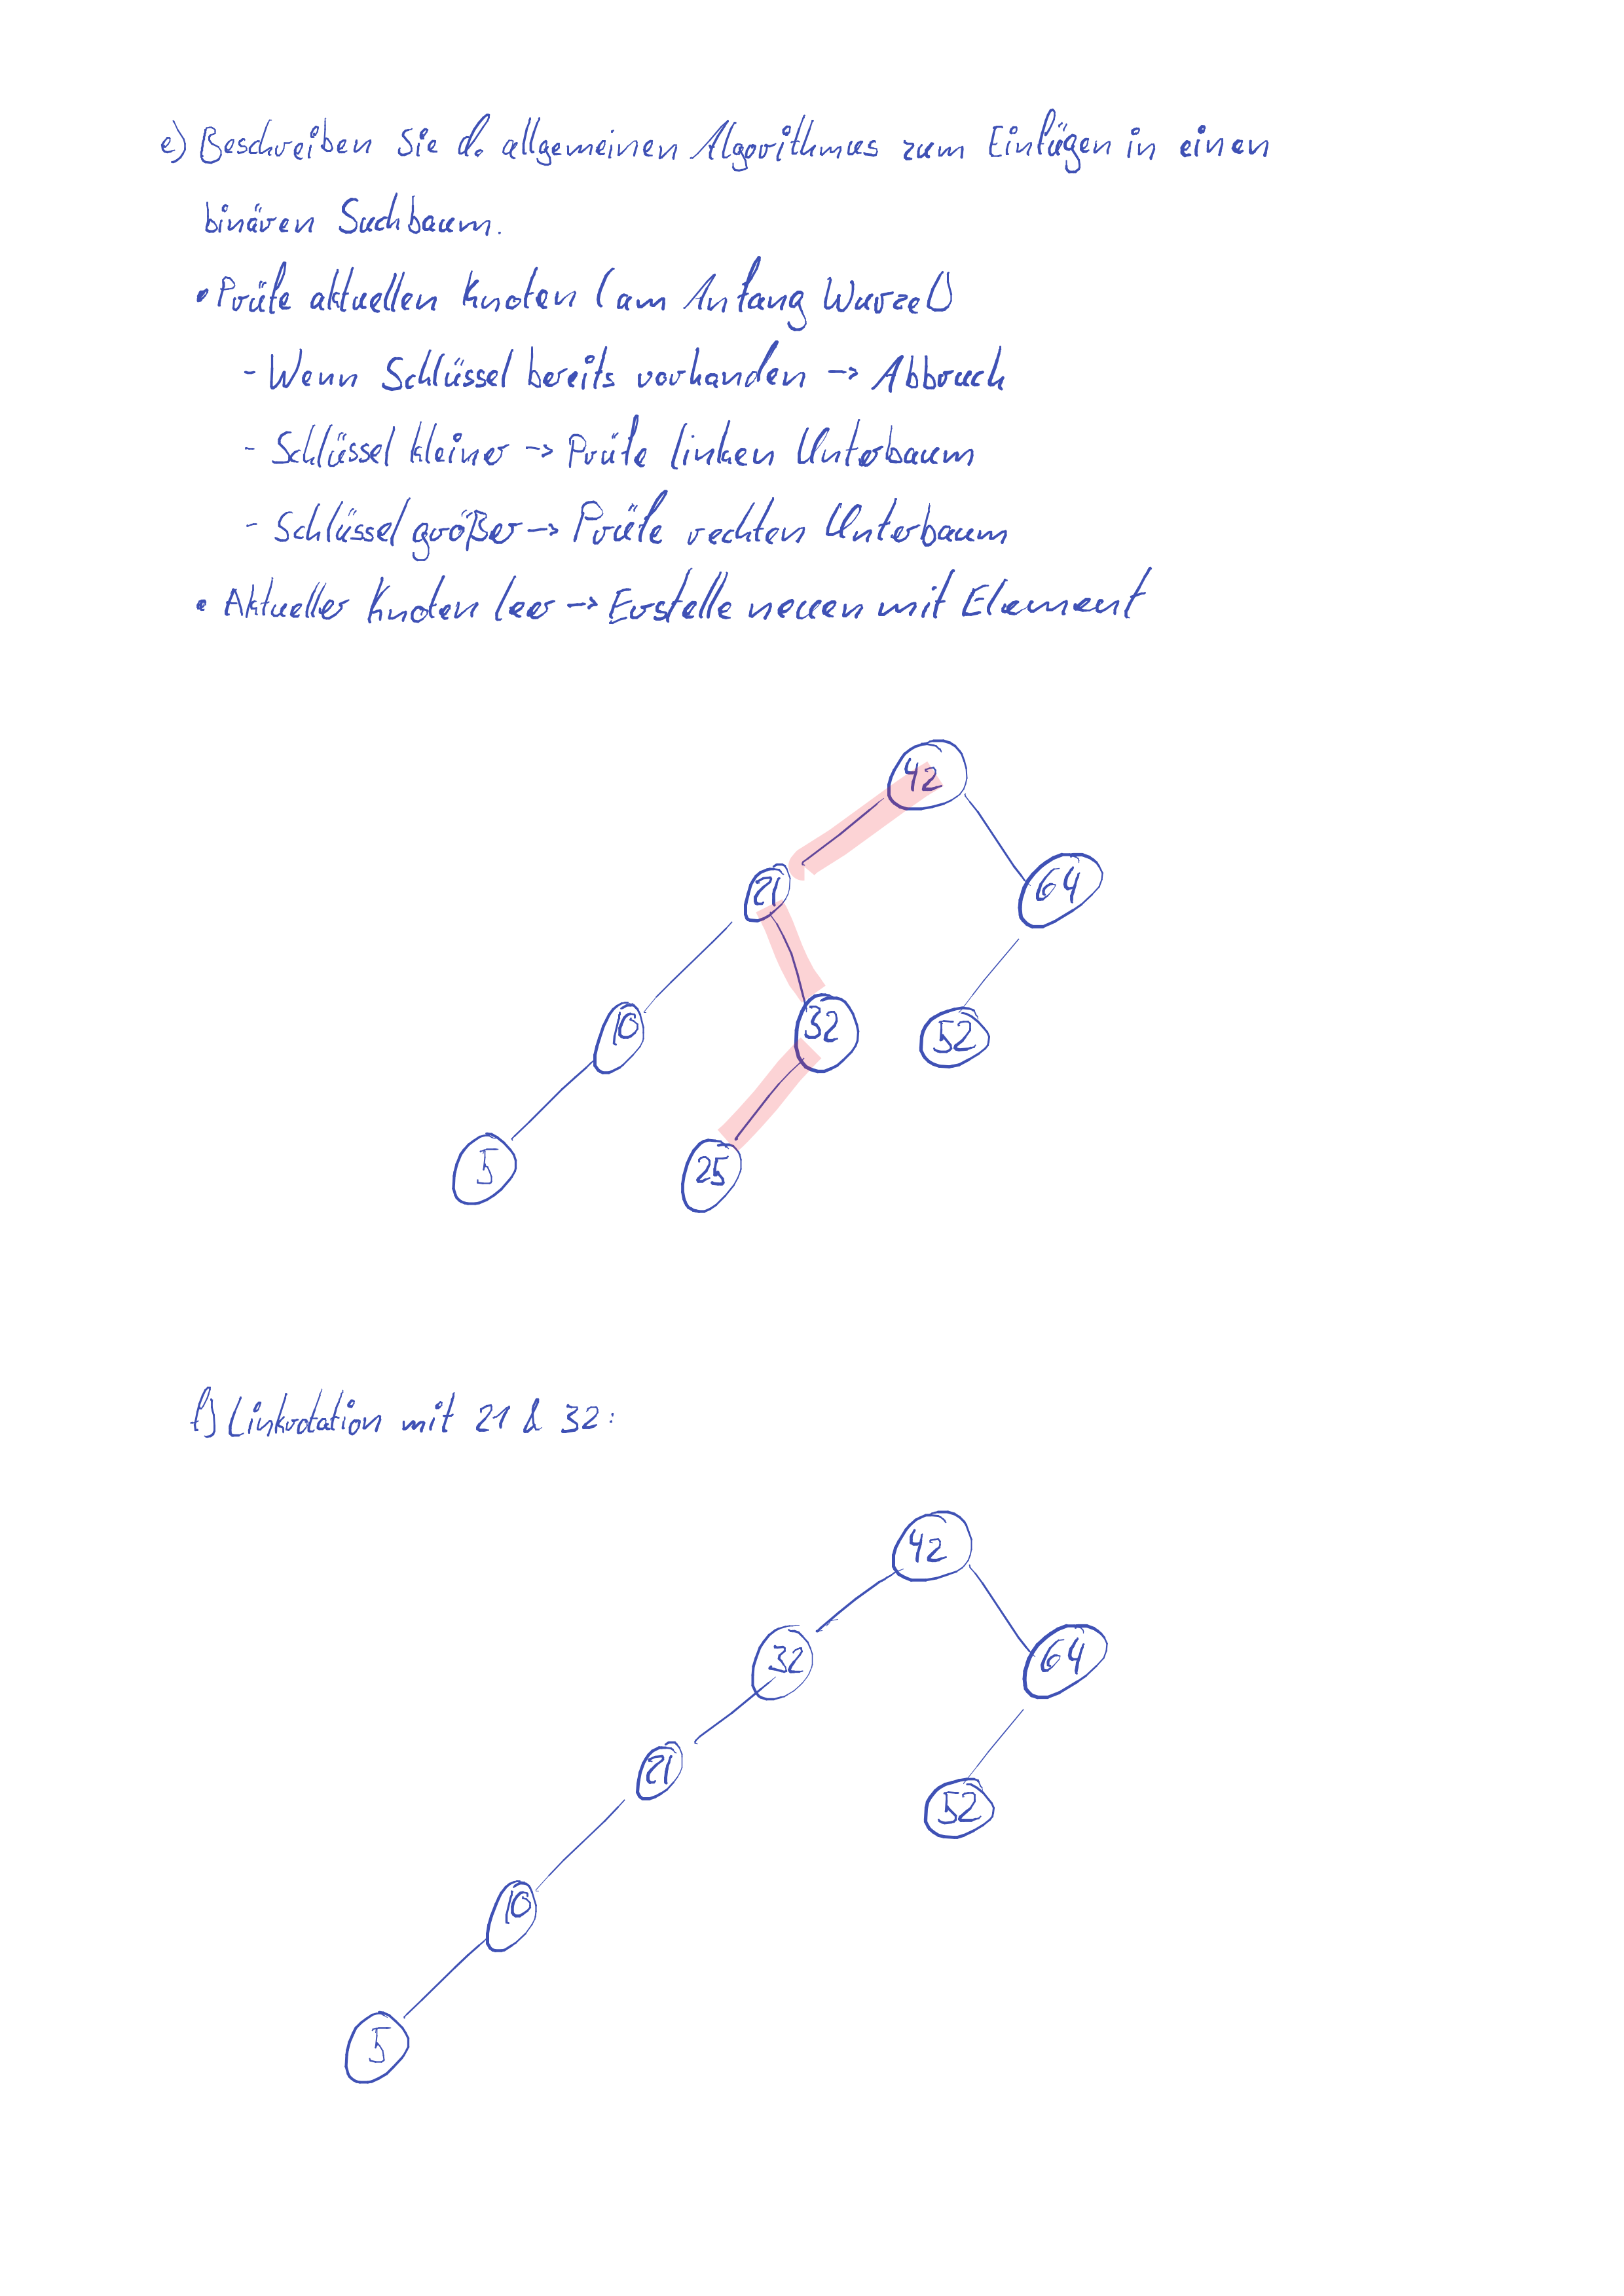 e) Beschreiben Sie d. allgemeinen Algorithmus zum Einfügen in einen
binären Suchbaum.
• Prüfe aktuellen Knoten (am Anfang Wurzel)
- Wenn Schlüssel bereits vorhanden -> Abbruch
- Schlüssel kleiner -> Prüfe linken Unterbaum
- Schlüssel größer -> Prüfe rechten Unterbaum
• Aktueller Knoten leer -> Erstelle neuen mit Element
42
21 64
10 32 52
5 25
f) Linkrotation mit 21 & 32:
42
32 64
21 52
10
5